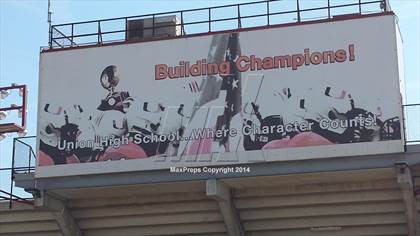 Building Champions!
Union High School...Where Character Counts!
MaxPreps Copyright 2014